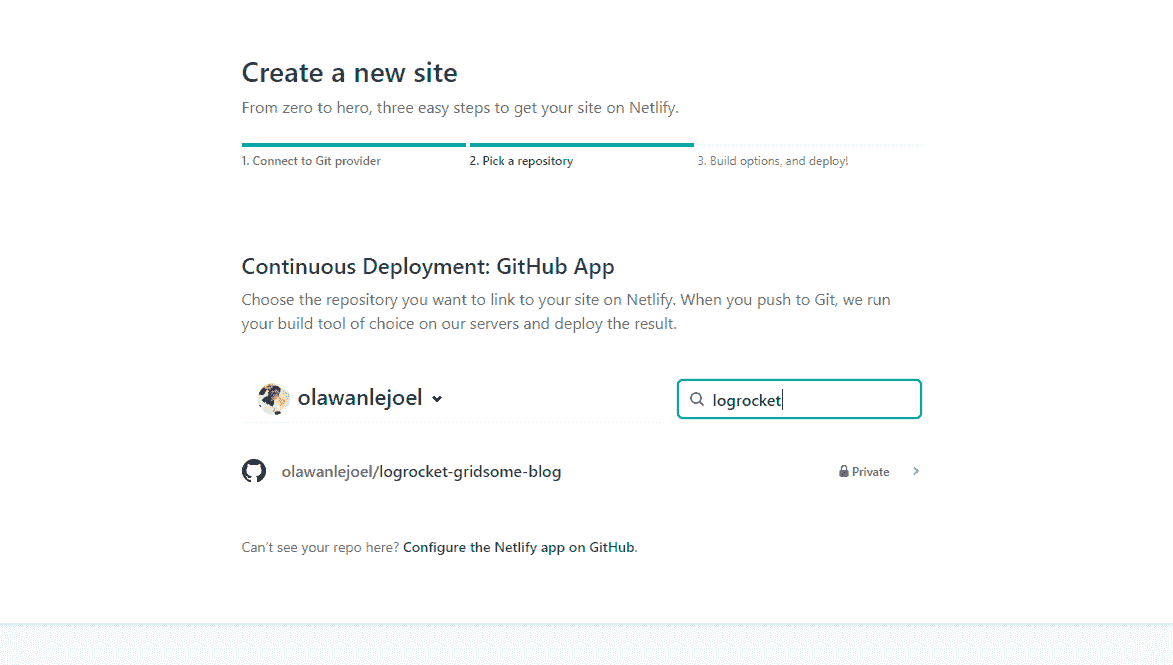 Create a new site
From zero to hero, three easy steps to get your site on Netlify.
1. Connect to Git provider
2. Pick a repository
3. Build options, and deploy!
Continuous Deployment: GitHub App
Choose the repository you want to link to your site on Netlify. When you push to Git, we run
your build tool of choice on our servers and deploy the result.
olawanlejoel
logrocket
olawanlejoel/logrocket-gridsome-blog
Private
Can't see your repo here? Configure the Netlify app on GitHub.